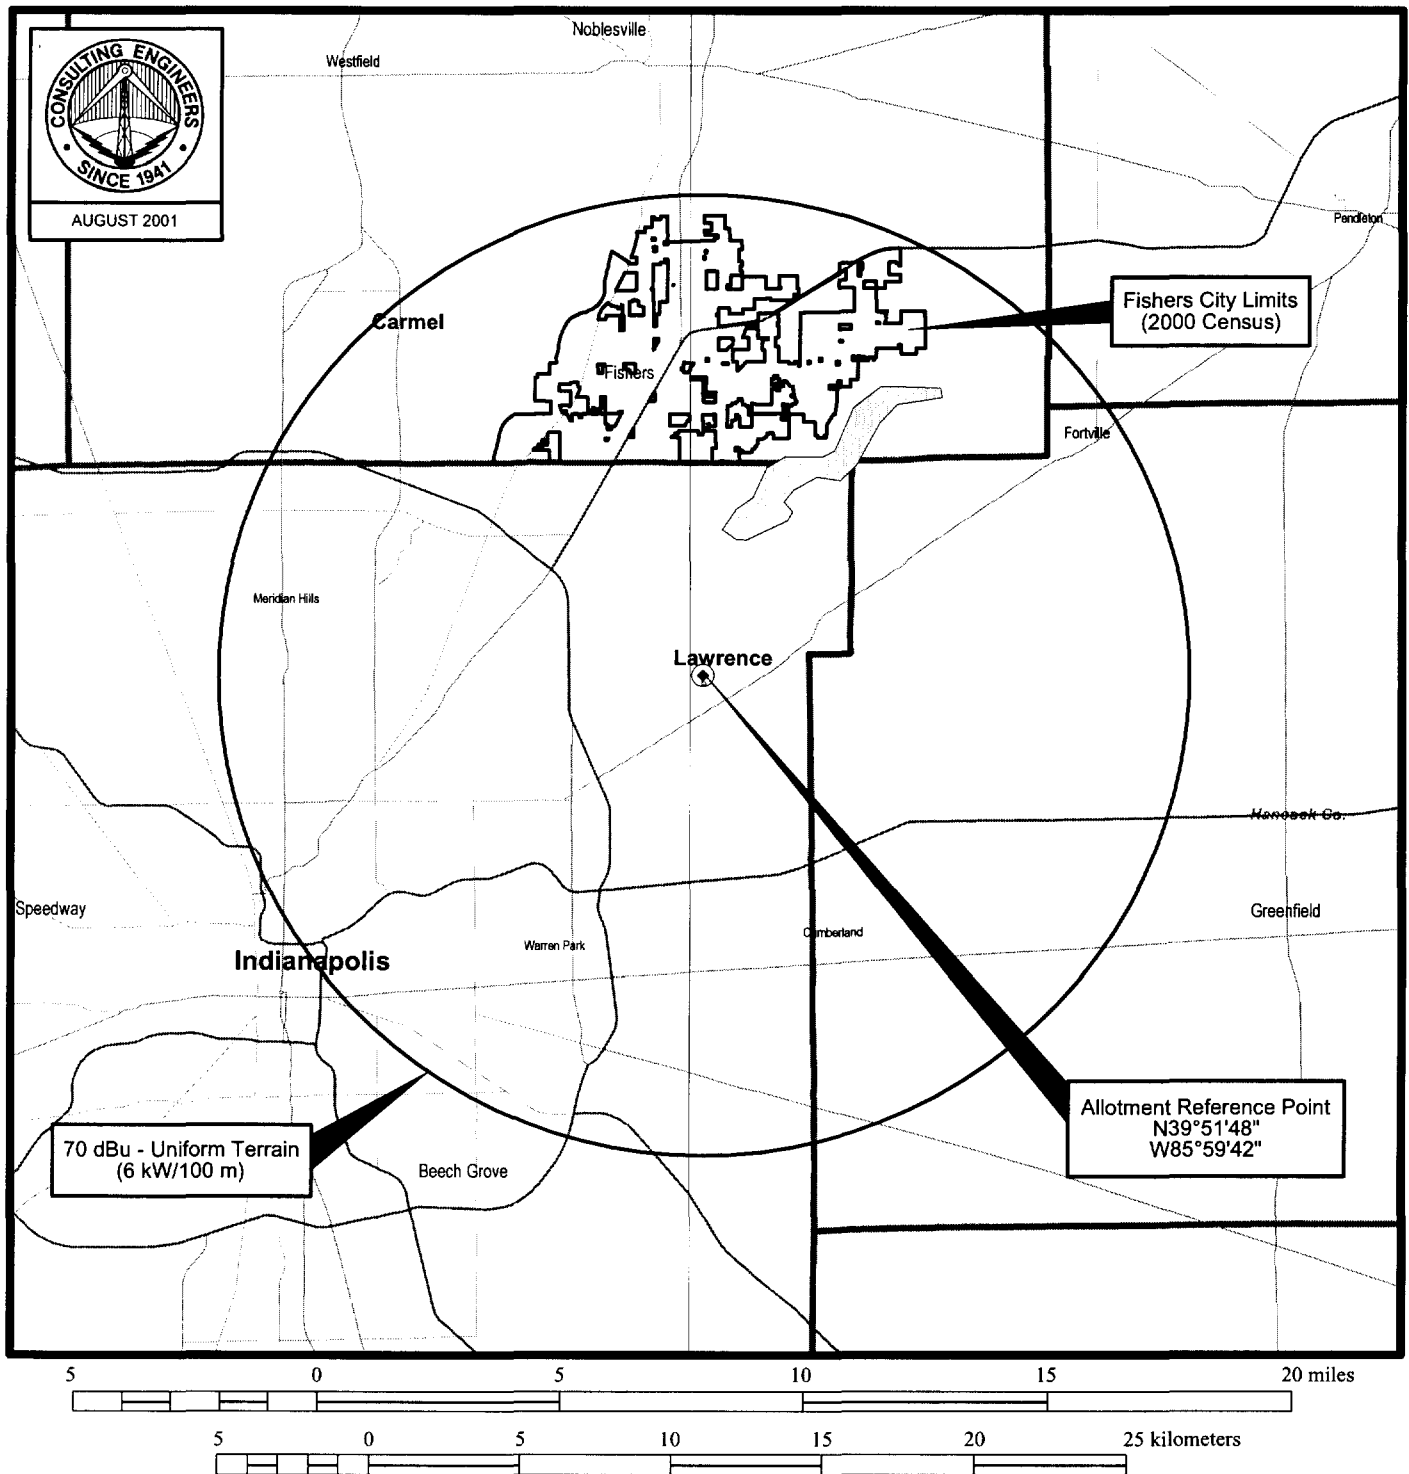 Noblesville
Westfield
CONSULTING ENGINEERS
SINCE 1941
AUGUST 2001
Pendleton
Fishers City Limits
(2000 Census)
Carmel
Fishers
Fortville
Meridian Hills
Lawrence
Hancock Co.
Speedway
Greenfield
Cumberland
Warren Park
Indianapolis
Allotment Reference Point
N39°51'48"
W85°59'42"
70 dBu - Uniform Terrain
(6 kW/100 m)
Beech Grove
5 0 5 10 15 20 miles
5 0 5 10 15 20 25 kilometers